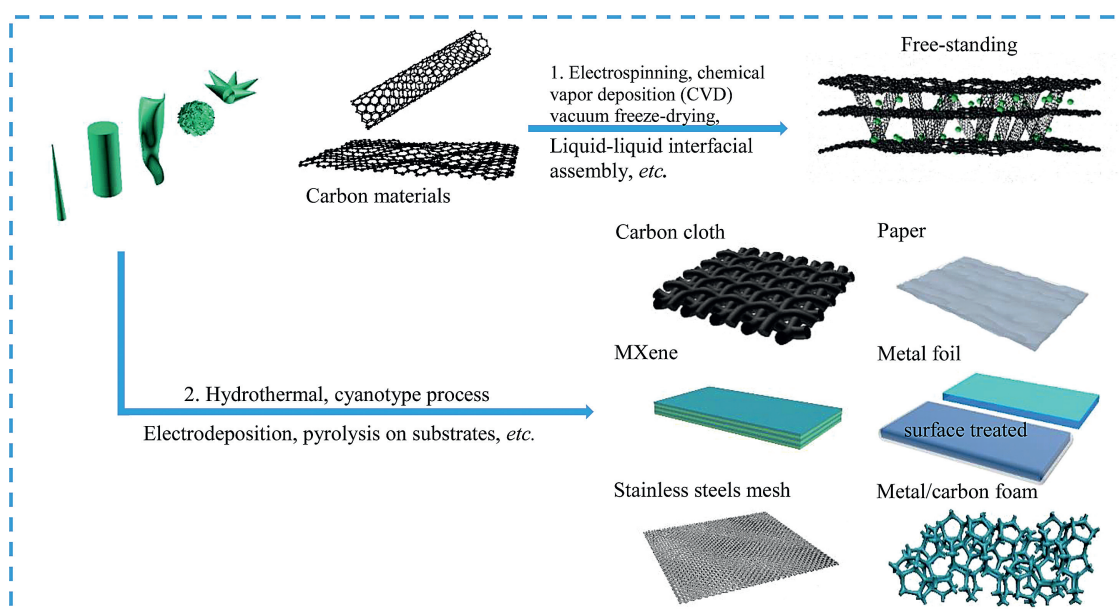 Free-standing
1. Electrospinning, chemical
vapor deposition (CVD)
vacuum freeze-drying,
Liquid-liquid interfacial
assembly, etc.
Carbon materials
Carbon cloth
Paper
MXene
Metal foil
2. Hydrothermal, cyanotype process
Electrodeposition, pyrolysis on substrates, etc.
surface treated
Stainless steels mesh
Metal/carbon foam